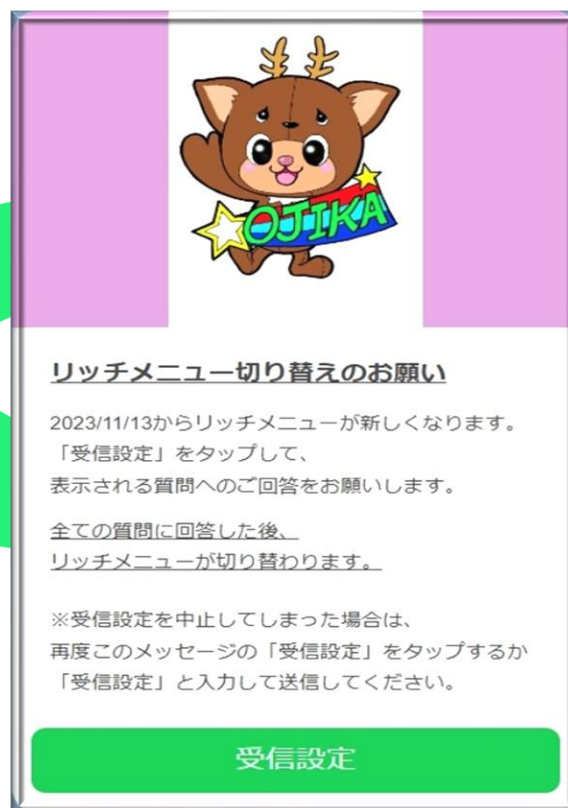 OJIKA
リッチメニュー切り替えのお願い
2023/11/13からリッチメニューが新しくなります。
「受信設定」をタップして、
表示される質問へのご回答をお願いします。
全ての質問に回答した後、
リッチメニューが切り替わります。
※受信設定を中止してしまった場合は、
再度このメッセージの「受信設定」をタップするか
「受信設定」と入力して送信してください。
受信設定